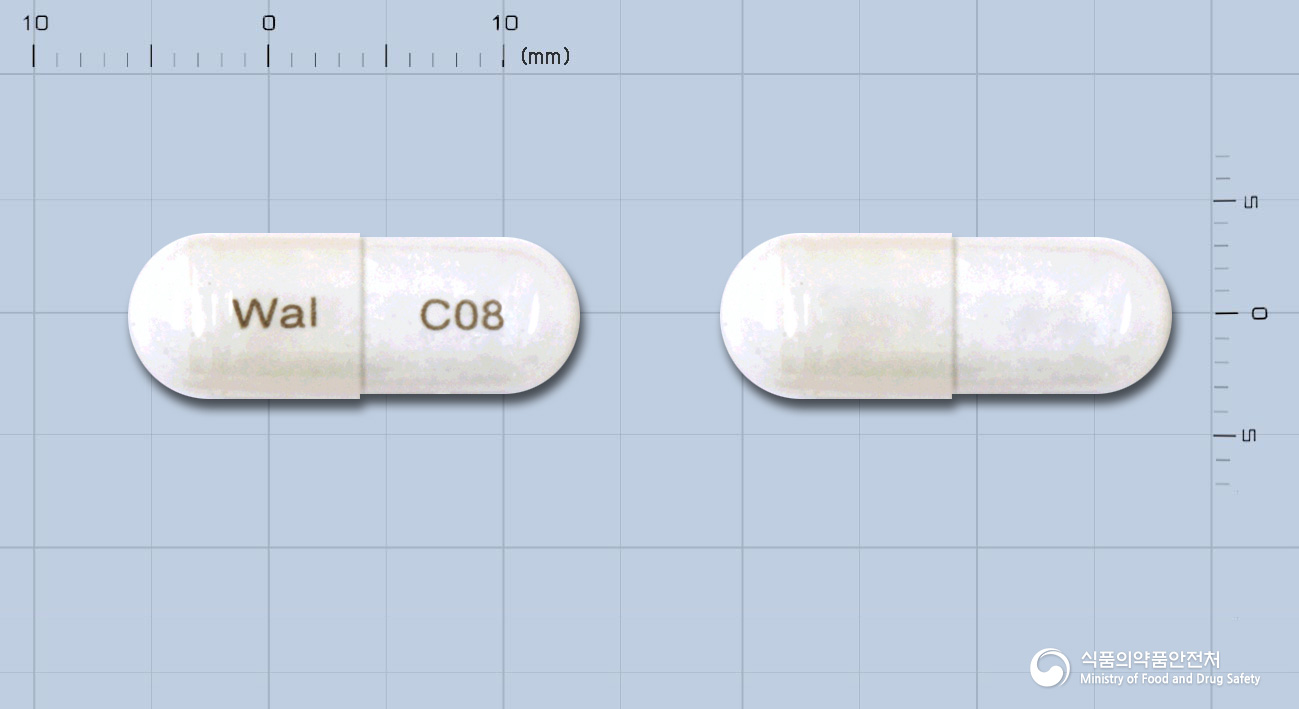 10 0 10
(mm)
Wal C08
5
0
5
식품의약품안전처
Ministry of Food and Drug Safety